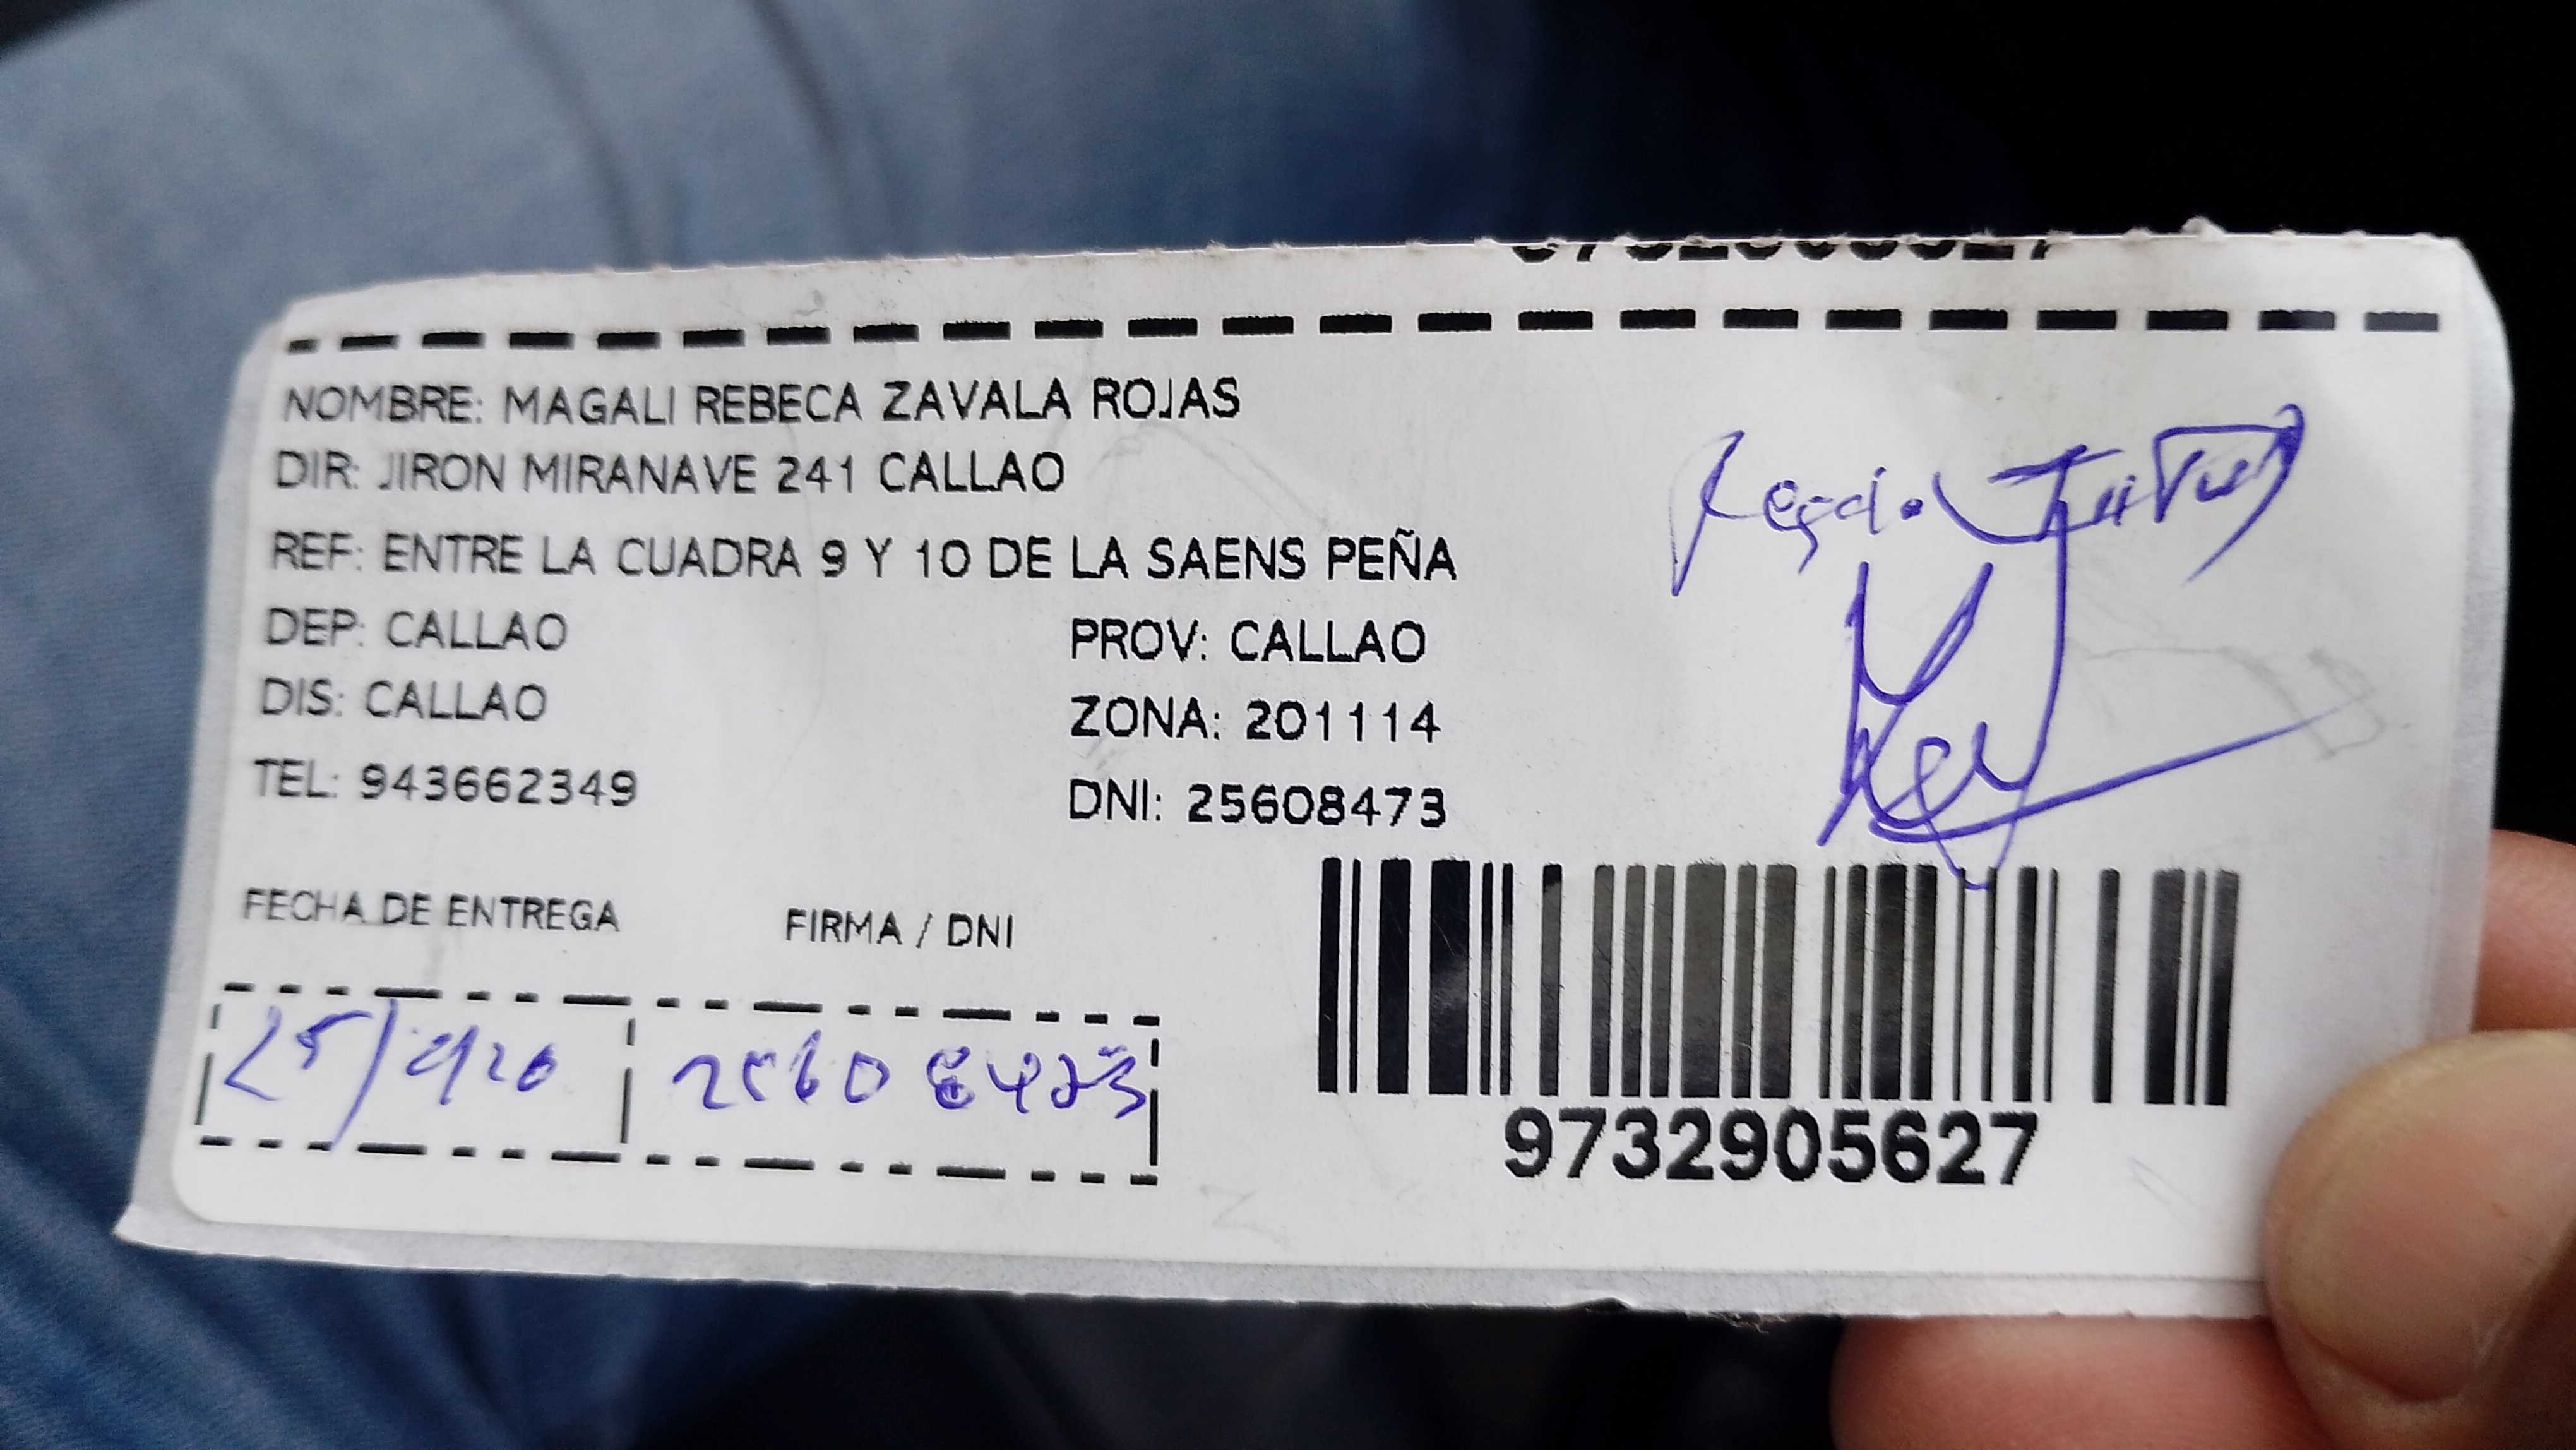 NOMBRE: MAGALI REBECA ZAVALA ROJAS
DIR: JIRON MIRANAVE 241 CALLAO
REF: ENTRE LA CUADRA 9 Y 10 DE LA SAENS PEÑA
DEP: CALLAO
PROV: CALLAO
DIS: CALLAO
ZONA: 201114
TEL: 943662349
DNI: 25608473
FECHA DE ENTREGA
FIRMA / DNI
25608473
9732905627